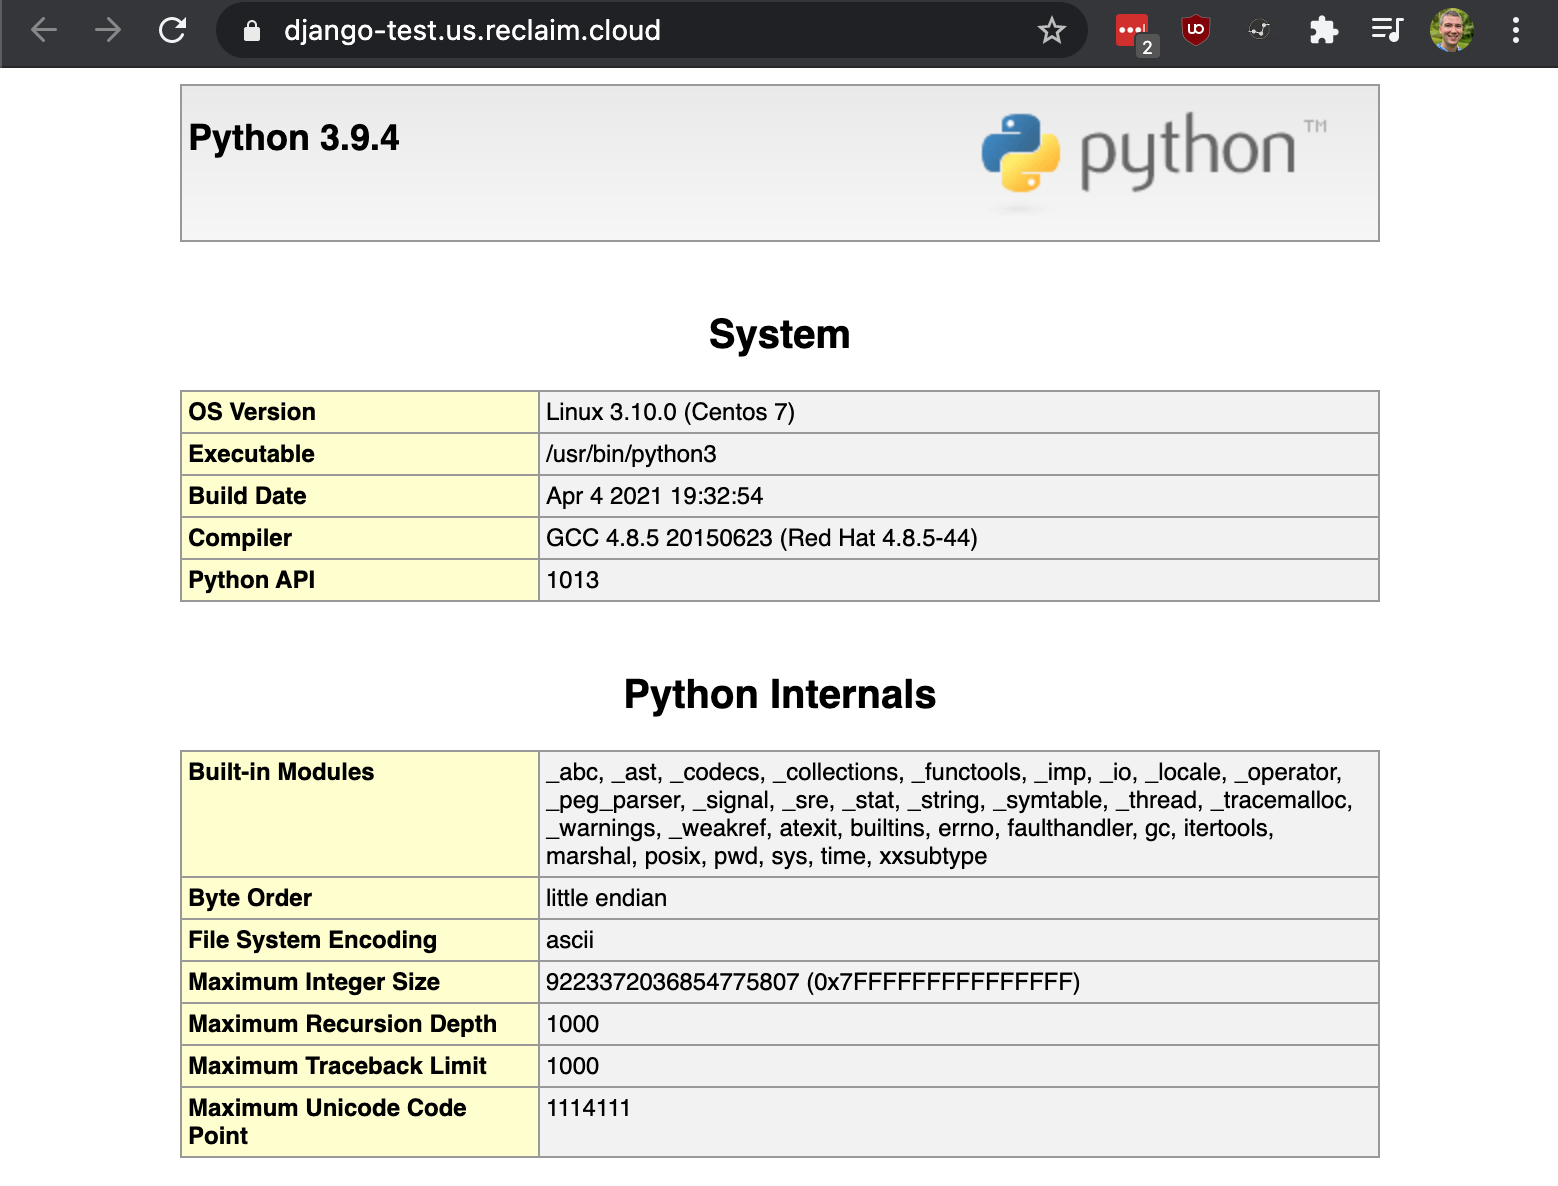 django-test.us.reclaim.cloud
2
Python 3.9.4
python TM
System
OS Version Linux 3.10.0 (Centos 7)
Executable /usr/bin/python3
Build Date Apr 4 2021 19:32:54
Compiler GCC 4.8.5 20150623 (Red Hat 4.8.5-44)
Python API 1013
Python Internals
Built-in Modules _abc, _ast, _codecs, _collections, _functools, _imp, _io, _locale, _operator,
_peg_parser, _signal, _sre, _stat, _string, _symtable, _thread, _tracemalloc,
_warnings, _weakref, atexit, builtins, errno, faulthandler, gc, itertools,
marshal, posix, pwd, sys, time, xxsubtype
Byte Order little endian
File System Encoding ascii
Maximum Integer Size 9223372036854775807 (0x7FFFFFFFFFFFFFFF)
Maximum Recursion Depth 1000
Maximum Traceback Limit 1000
Maximum Unicode Code 1114111
Point